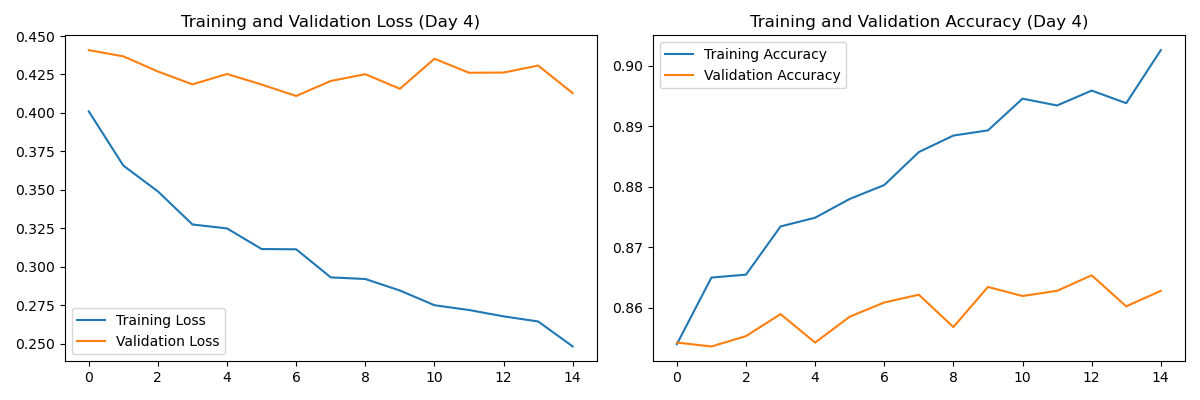 Training and Validation Loss (Day 4)
0.450
0.425
0.400
0.375
0.350
0.325
0.300
0.275
0.250
Training Loss
Validation Loss
0 2 4 6 8 10 12 14
Training and Validation Accuracy (Day 4)
Training Accuracy
Validation Accuracy
0.90
0.89
0.88
0.87
0.86
0 2 4 6 8 10 12 14